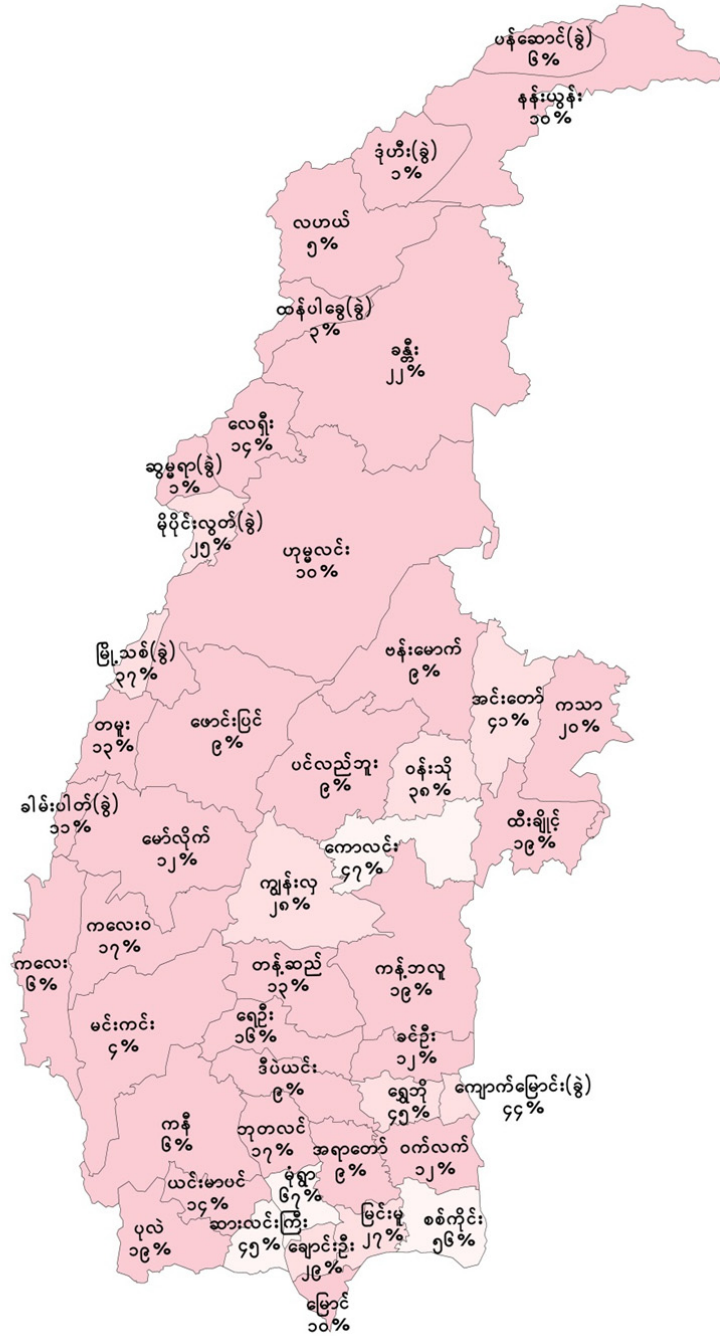 ပန်ဆောင်(ခွဲ)
၆%
နန်းယွန်း
၁၀%
ဒုံဟီး(ခွဲ)
၁%
လဟယ်
၅%
ထန်ပါခွေ(ခွဲ)
၃%
ခန္တီး
၂၂%
လေရှီး
၁၄%
ဆွမ္မရာ(ခွဲ)
၁%
မိုပိုင်းလွတ်(ခွဲ)
၂၅%
ဟုမ္မလင်း
၁၀%
မြို့သစ်(ခွဲ)
၃၇%
ဗန်းမောက်
၉%
အင်းတော်
၄၁%
ကသာ
၂၀%
တမူး
၁၃%
ဖောင်းပြင်
၉%
ပင်လည်ဘူး
၉%
ဝန်းသို
၃၈%
ခါမ်းပါတ်(ခွဲ)
၁၁%
မော်လိုက်
၁၂%
ကောလင်း
၄၇%
ထီးချိုင့်
၁၉%
ကျွန်းလှ
၂၈%
ကလေးဝ
၁၇%
ကလေး
၆%
တန့်ဆည်
၁၃%
ကန့်ဘလူ
၁၉%
မင်းကင်း
၄%
ရေဦး
၁၆%
ခင်ဦး
၁၂%
ဒီပဲယင်း
၉%
ရွှေဘို
၄၅%
ကျောက်မြောင်း(ခွဲ)
၄၄%
ကနီ
၆%
ဘုတလင်
၁၇%
အရာတော်
၉%
ဝက်လက်
၁၂%
ယင်းမာပင်
၁၄%
မုံရွာ
၆၇%
ပုလဲ
၁၉%
ဆားလင်းကြီး
၄၅%
မြင်းမူ
၂၇%
စစ်ကိုင်း
၅၆%
ချောင်းဦး
၂၉%
မြောင်
၁၀%